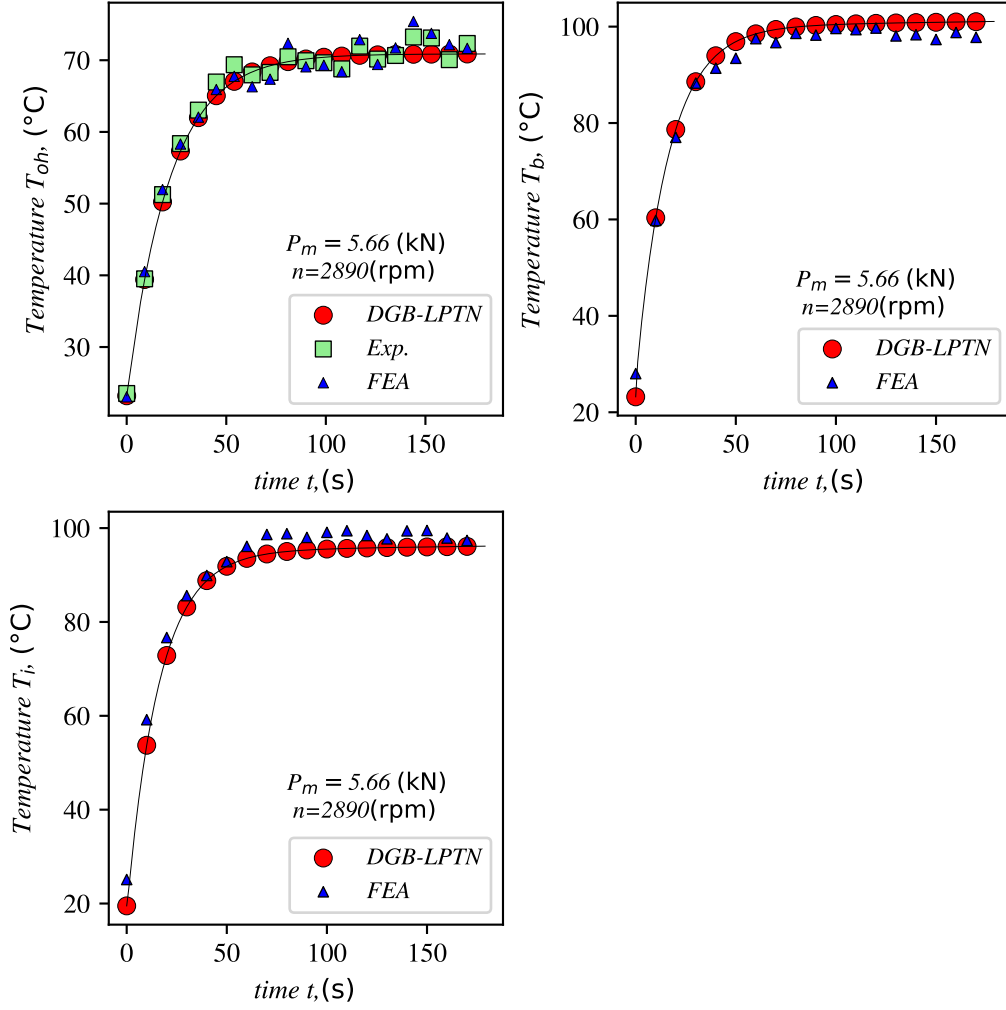 70
60
50
40
30
0
50
100
150
Temperature T_oh, (°C)
time t,(s)
P_m = 5.66 (kN)
n=2890(rpm)
DGB-LPTN
Exp.
FEA
100
80
60
40
20
0
50
100
150
Temperature T_b, (°C)
time t,(s)
P_m = 5.66 (kN)
n=2890(rpm)
DGB-LPTN
FEA
100
80
60
40
20
0
50
100
150
Temperature T_i, (°C)
time t,(s)
P_m = 5.66 (kN)
n=2890(rpm)
DGB-LPTN
FEA